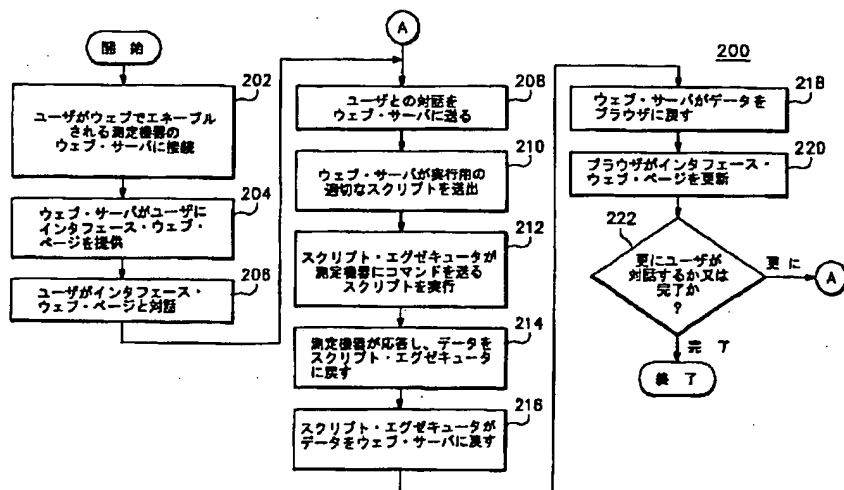 開始
202
ユーザがウェブでエネーブル
される測定機器の
ウェブ・サーバに接続
204
ウェブ・サーバがユーザに
インタフェース・ウェブ・
ページを提供
206
ユーザがインタフェース・
ウェブ・ページと対話
A
208
ユーザとの対話を
ウェブ・サーバに送る
210
ウェブ・サーバが実行用の
適切なスクリプトを送出
212
スクリプト・エグゼキュータが
測定機器にコマンドを送る
スクリプトを実行
214
測定機器が応答し、データを
スクリプト・エグゼキュータ
に戻す
216
スクリプト・エグゼキュータが
データをウェブ・サーバに戻す
200
218
ウェブ・サーバがデータを
ブラウザに戻す
220
ブラウザがインタフェース・
ウェブ・ページを更新
222
更にユーザが
対話するか又は
完了か
?
更に
A
完了
終了